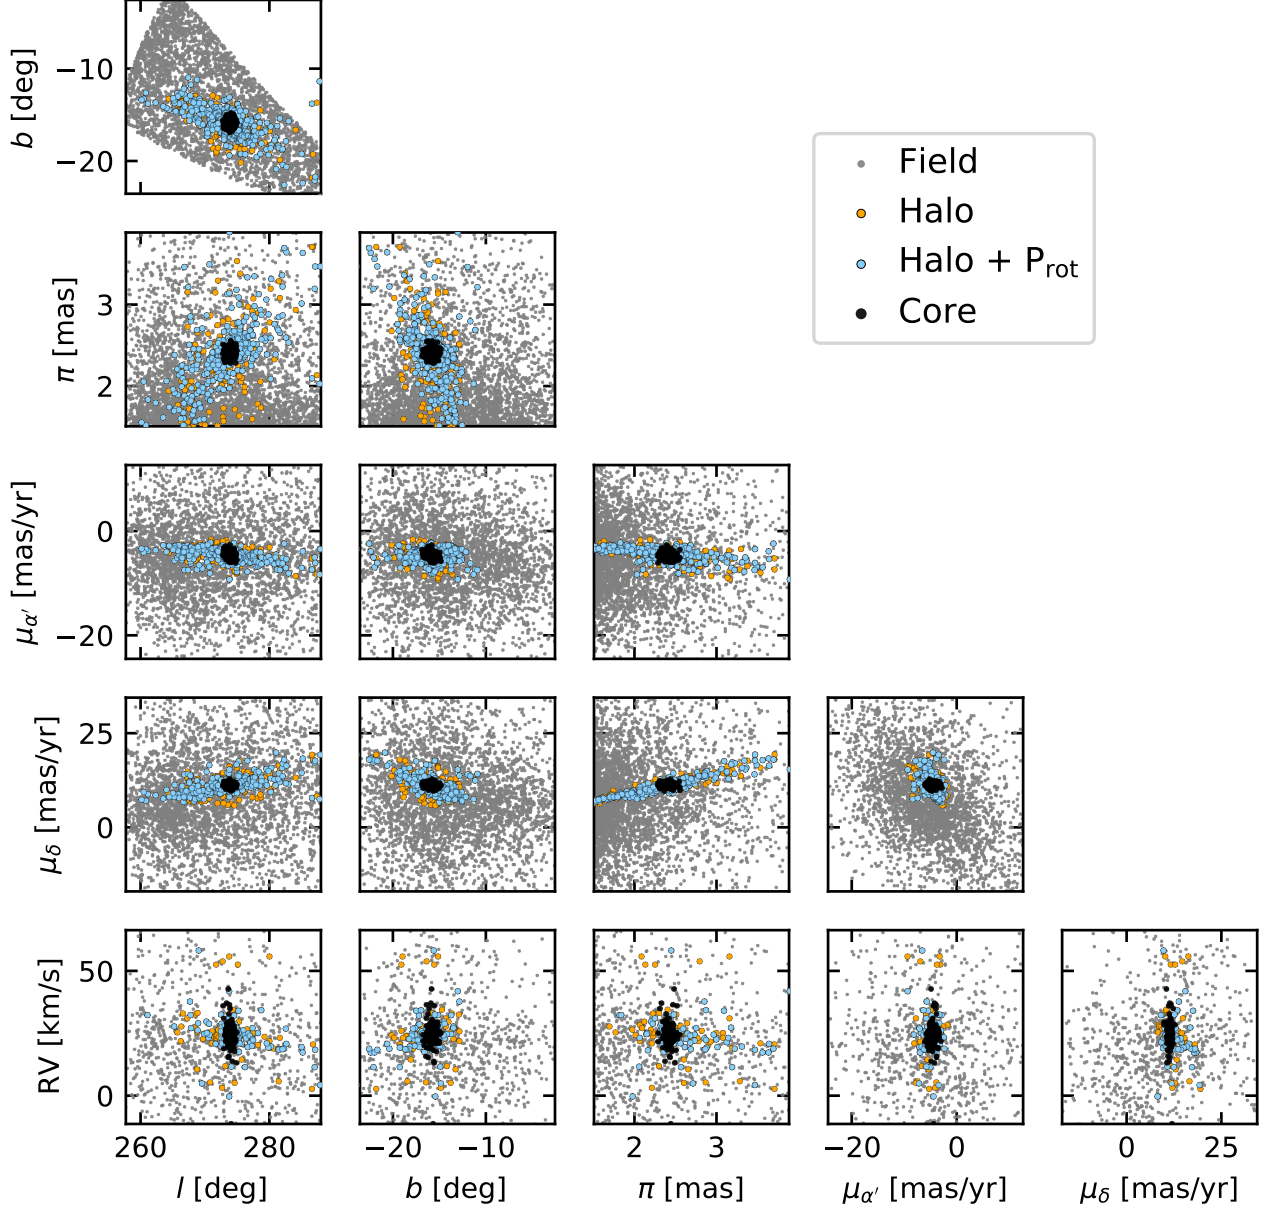 b [deg]
−10
−20
Field
Halo
Halo + P_rot
Core
π [mas]
3
2
μ_α′ [mas/yr]
0
−20
μ_δ [mas/yr]
25
0
RV [km/s]
50
0
260 280 −20 −10 2 3 −20 0 0 25
l [deg] b [deg] π [mas] μ_α′ [mas/yr] μ_δ [mas/yr]